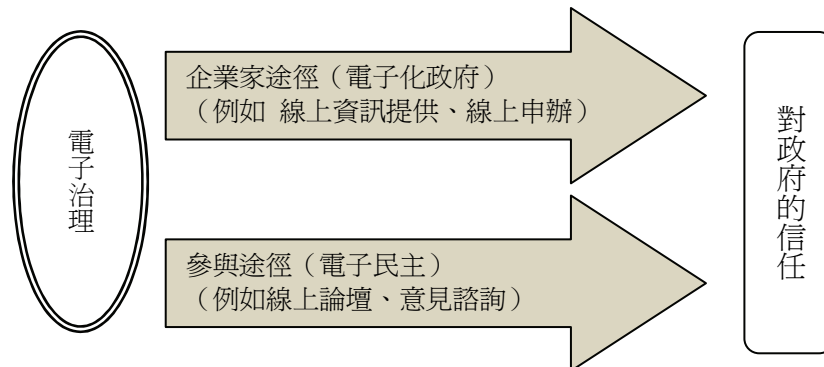 電子治理
企業家途徑（電子化政府）
（例如 線上資訊提供、線上申辦）
參與途徑（電子民主）
（例如線上論壇、意見諮詢）
對政府的信任